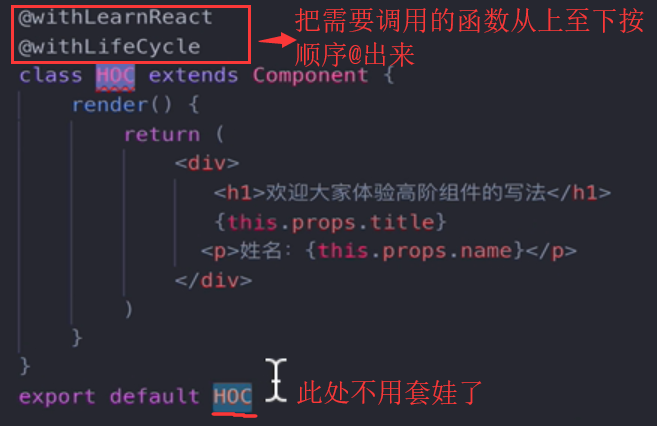 @withLearnReact
@withLifeCycle
把需要调用的函数从上至下按
顺序@出来
class HOC extends Component {
render() {
return (
<div>
<h1>欢迎大家体验高阶组件的写法</h1>
{this.props.title}
<p>姓名：{this.props.name}</p>
</div>
)
}
}
export default HOC
此处不用套娃了